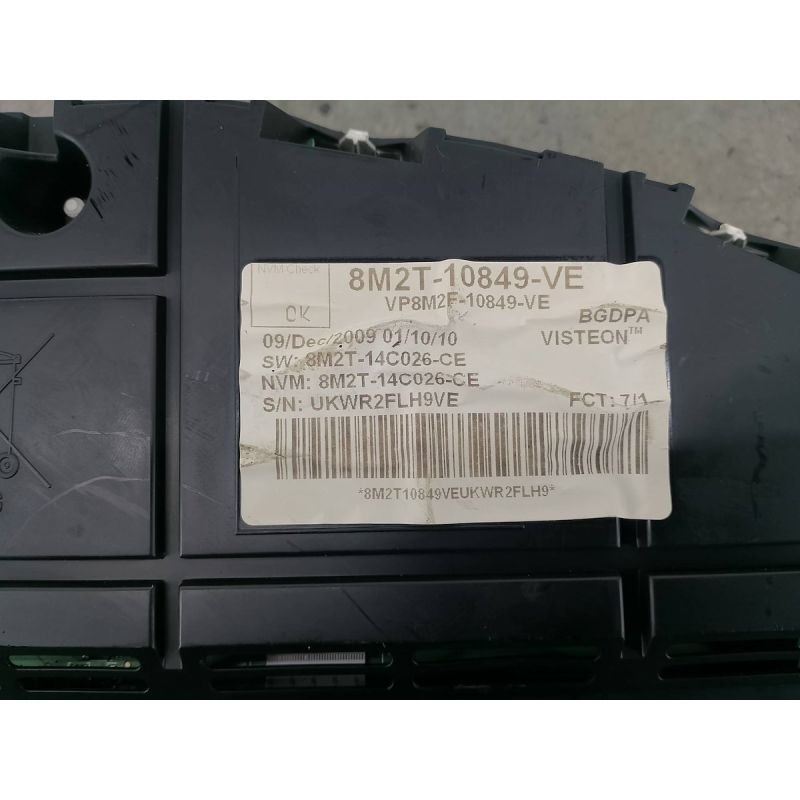 NVM Check
OK
8M2T-10849-VE
VP8M2F-10849-VE
BGDPA
09/Dec/2009 01/10/10
VISTEON™
SW: 8M2T-14C026-CE
NVM: 8M2T-14C026-CE
S/N: UKWR2FLH9VE
FCT: 7/1
*8M2T10849VEUKWR2FLH9*